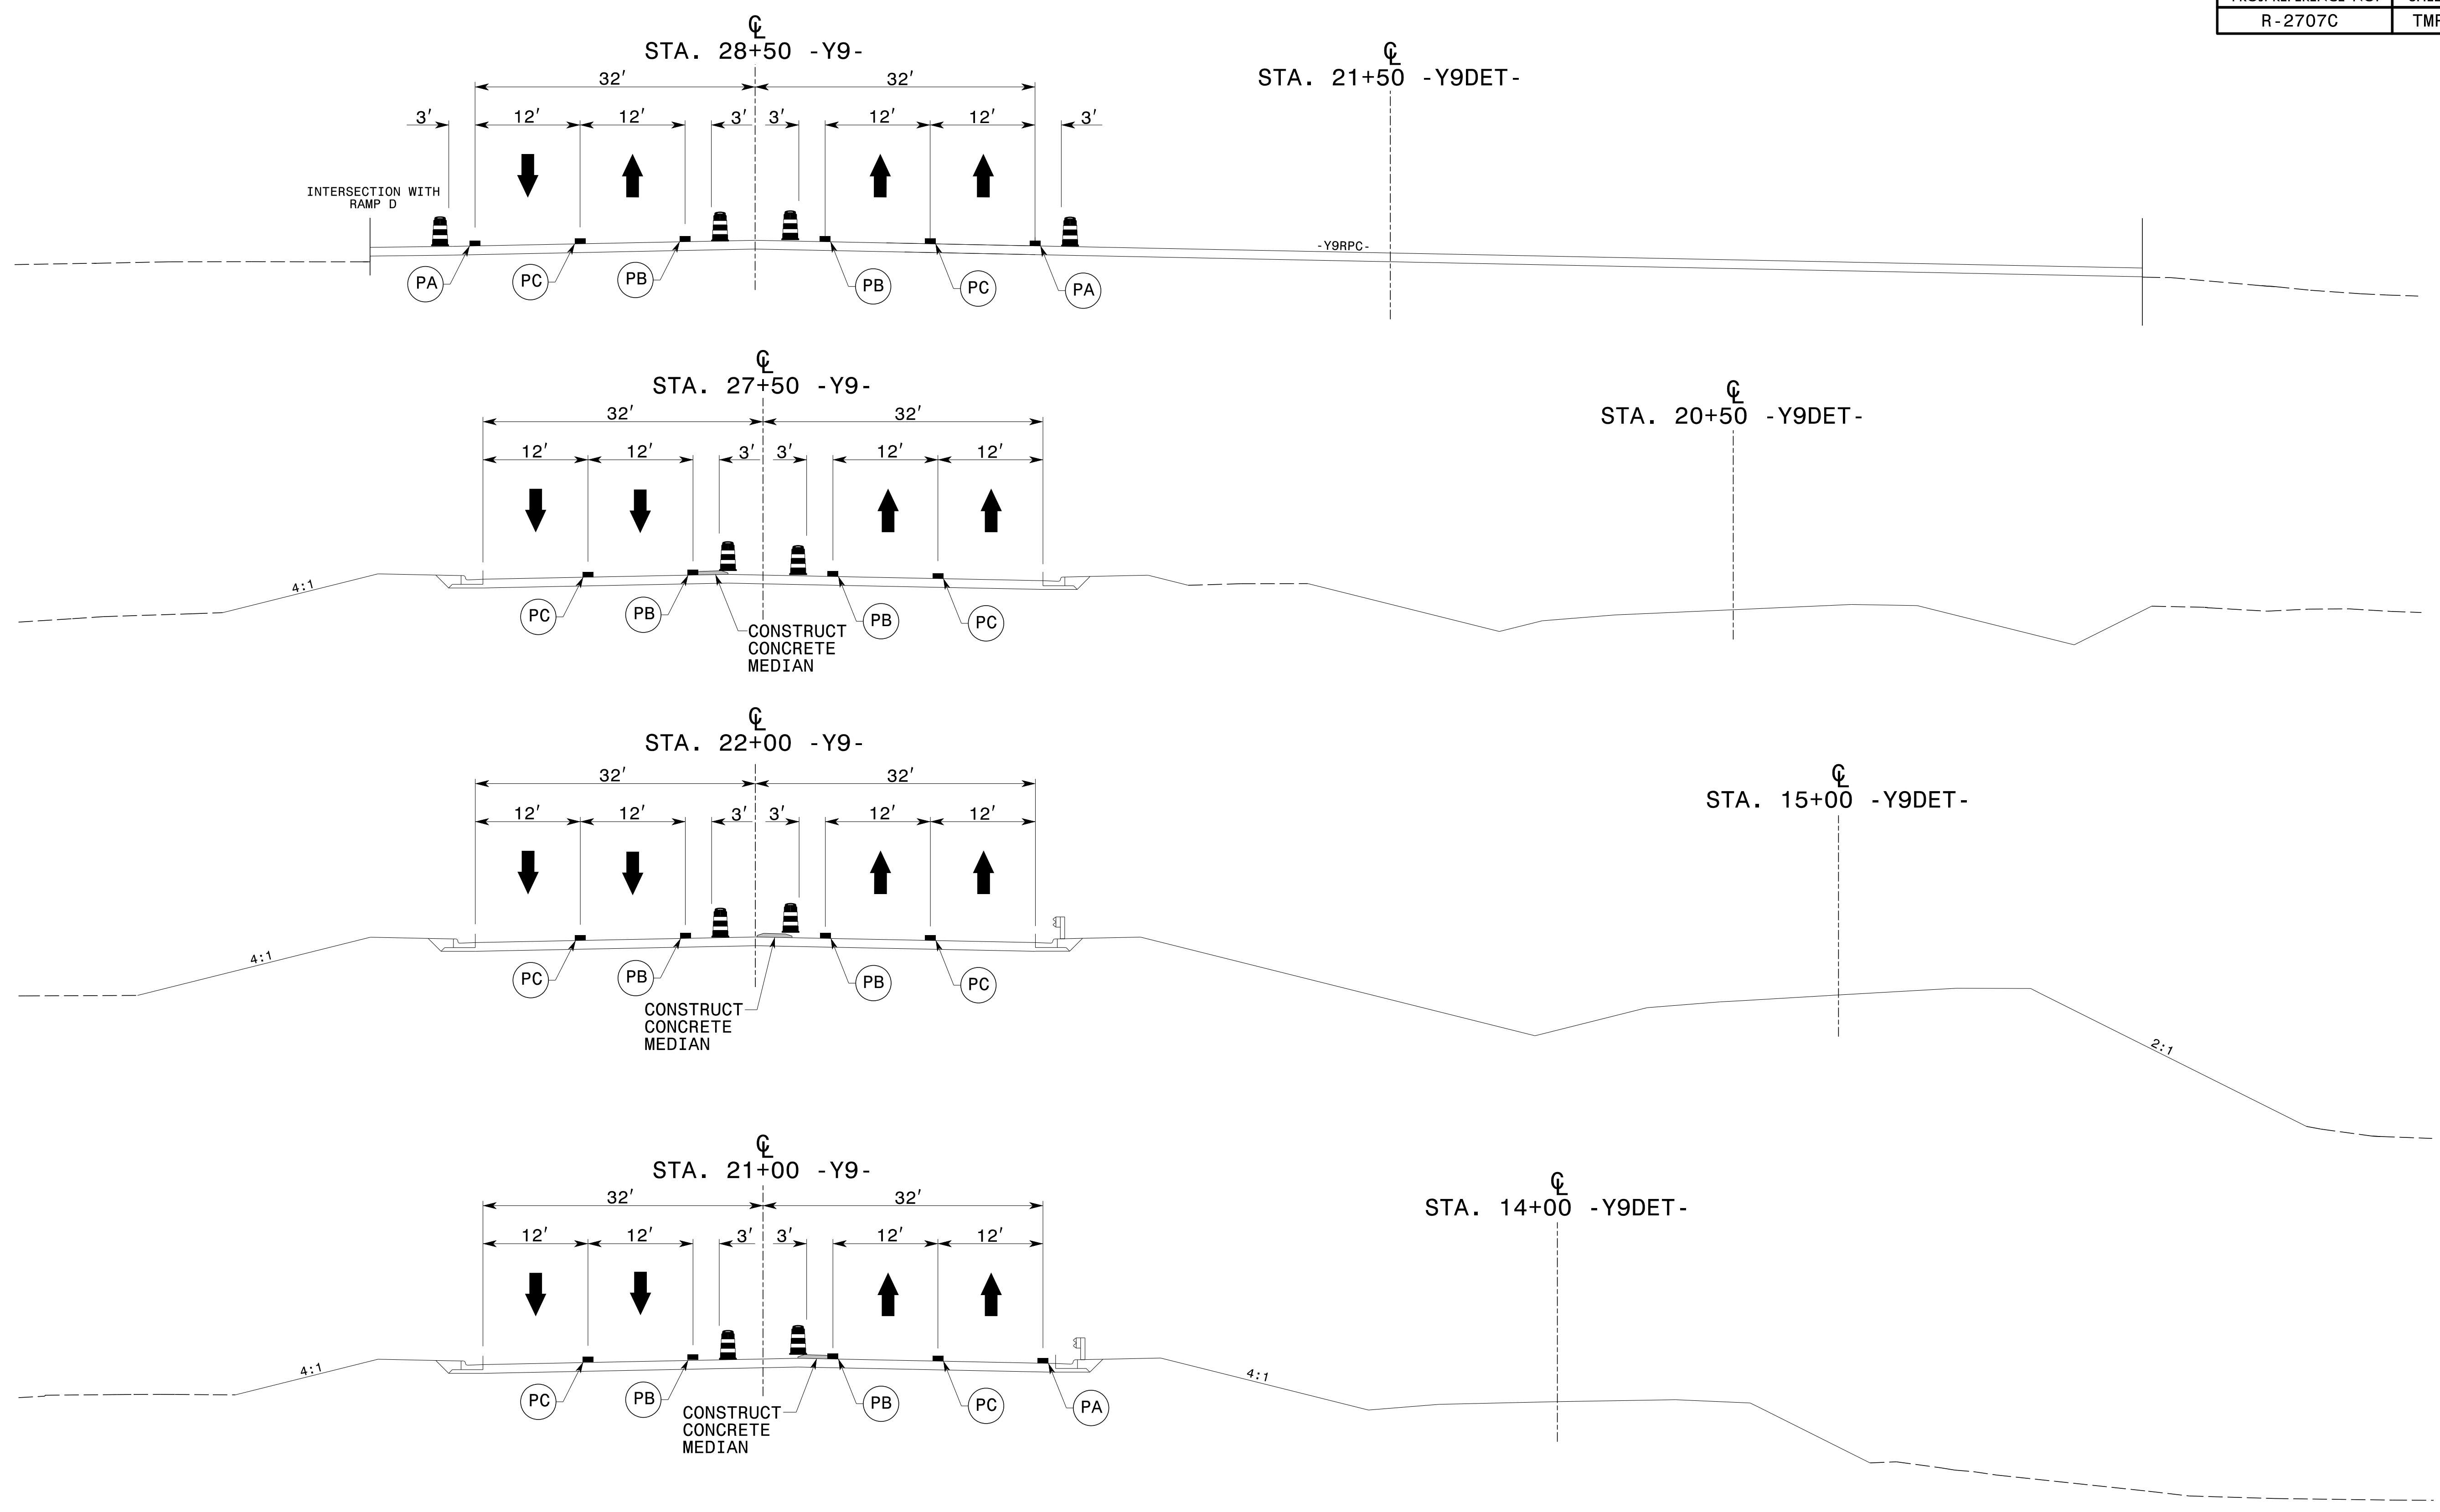 R-2707C
TMP
℄
STA. 28+50 -Y9-
32' 32'
℄
STA. 21+50 -Y9DET-
3' 12' 12' 3' 3' 12' 12' 3'
INTERSECTION WITH
RAMP D
-Y9RPC-
PA PC PB PB PC PA
℄
STA. 27+50 -Y9-
32' 32'
℄
STA. 20+50 -Y9DET-
12' 12' 3' 3' 12' 12'
4:1
PC PB PB PC
CONSTRUCT
CONCRETE
MEDIAN
℄
STA. 22+00 -Y9-
32' 32'
℄
STA. 15+00 -Y9DET-
12' 12' 3' 3' 12' 12'
4:1
PC PB PB PC
CONSTRUCT
CONCRETE
MEDIAN
2:1
℄
STA. 21+00 -Y9-
32' 32'
℄
STA. 14+00 -Y9DET-
12' 12' 3' 3' 12' 12'
4:1 4:1
PC PB PB PC PA
CONSTRUCT
CONCRETE
MEDIAN